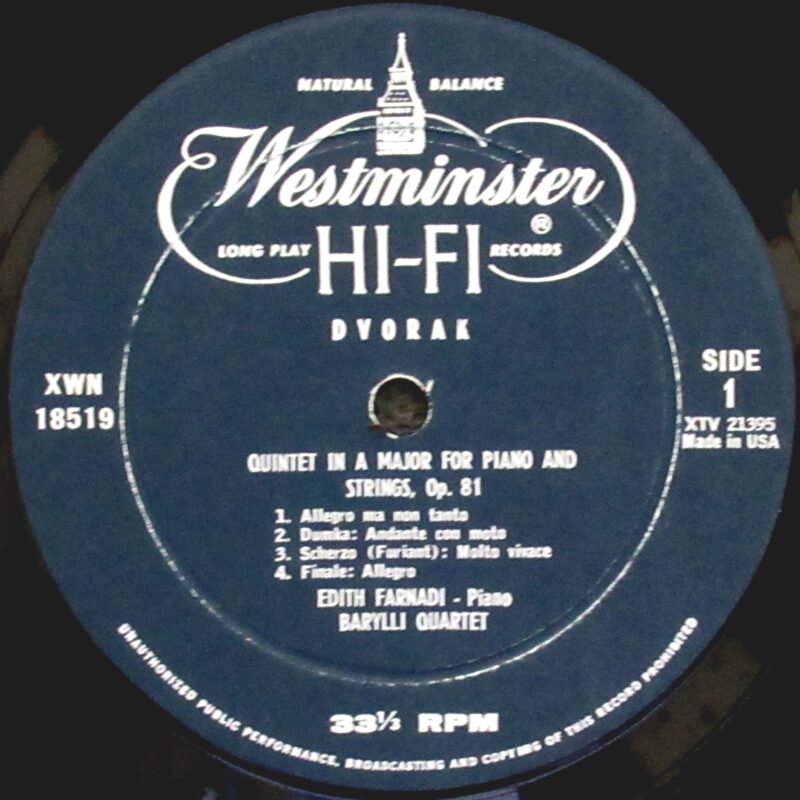 NATURAL BALANCE
Westminster ®
LONG PLAY HI-FI RECORDS
DVORAK
XWN
18519
SIDE
1
XTV 21395
Made in USA
QUINTET IN A MAJOR FOR PIANO AND
STRINGS, Op. 81
1. Allegro ma non tanto
2. Dumka: Andante con moto
3. Scherzo (Furiant): Molto vivace
4. Finale: Allegro
EDITH FARNADI - Piano
BARYLLI QUARTET
33⅓ RPM
UNAUTHORIZED PUBLIC PERFORMANCE, BROADCASTING AND COPYING OF THIS RECORD PROHIBITED